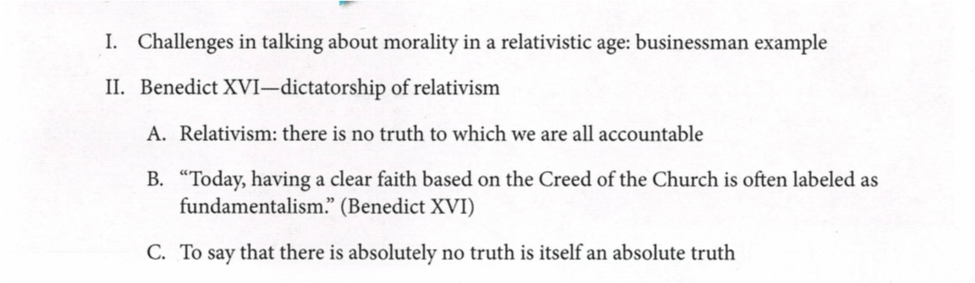 I. Challenges in talking about morality in a relativistic age: businessman example
II. Benedict XVI—dictatorship of relativism
A. Relativism: there is no truth to which we are all accountable
B. “Today, having a clear faith based on the Creed of the Church is often labeled as
fundamentalism.” (Benedict XVI)
C. To say that there is absolutely no truth is itself an absolute truth